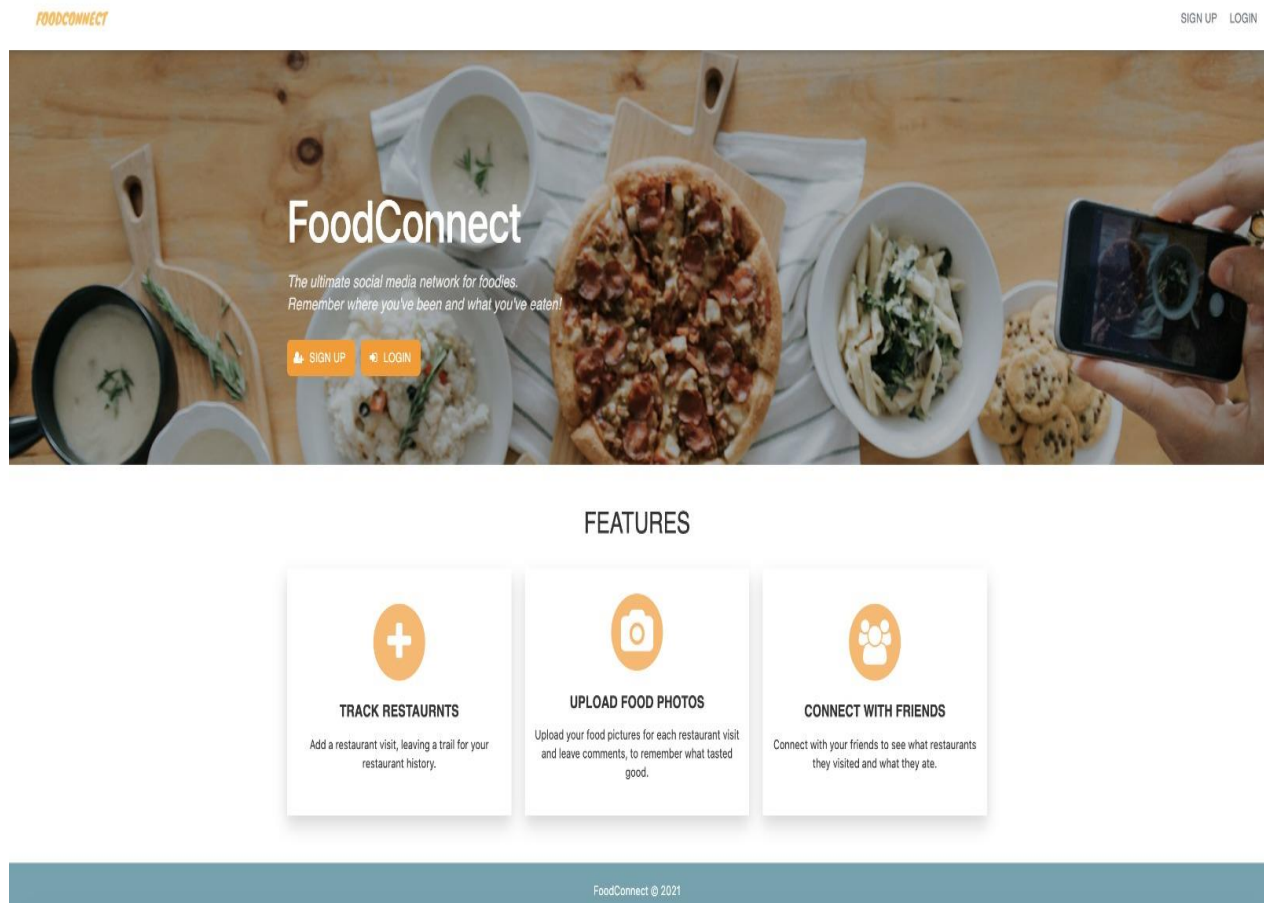 FOODCONNECT
SIGN UP LOGIN
FoodConnect
The ultimate social media network for foodies.
Remember where you've been and what you've eaten!
SIGN UP LOGIN
FEATURES
TRACK RESTAURNTS
Add a restaurant visit, leaving a trail for your
restaurant history.
UPLOAD FOOD PHOTOS
Upload your food pictures for each restaurant visit
and leave comments, to remember what tasted
good.
CONNECT WITH FRIENDS
Connect with your friends to see what restaurants
they visited and what they ate.
FoodConnect © 2021